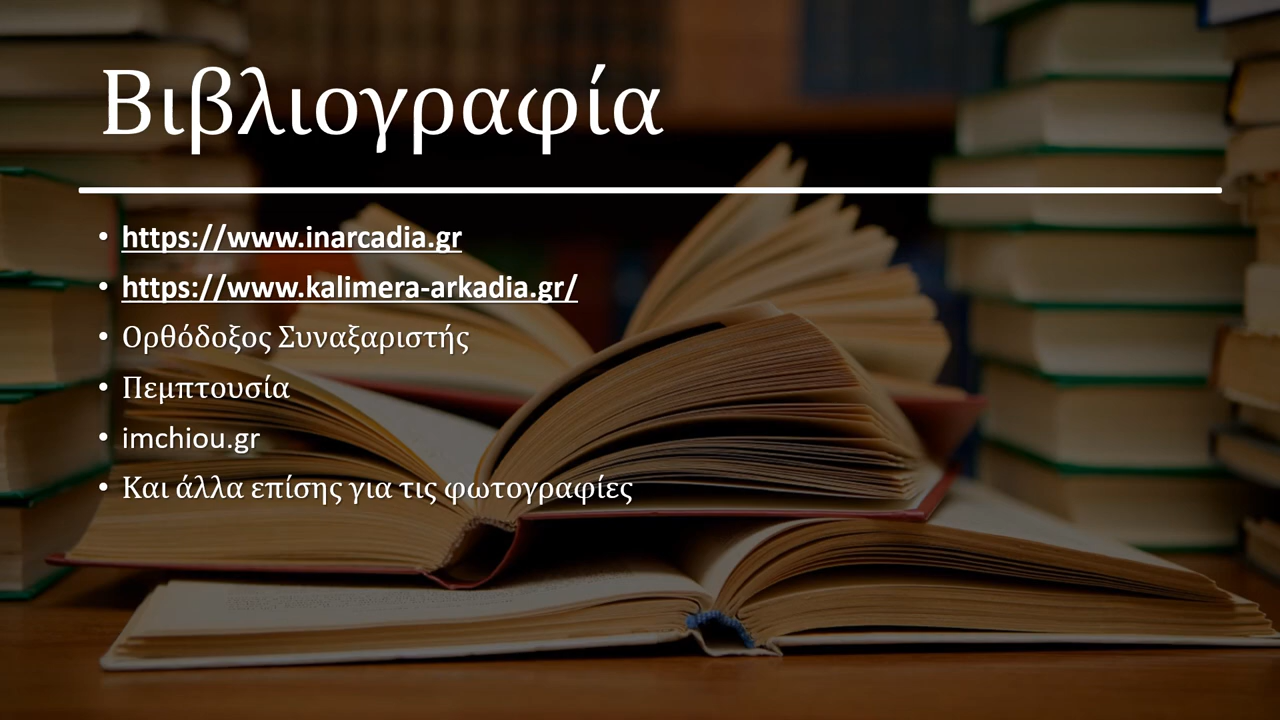 Βιβλιογραφία
• https://www.inarcadia.gr
• https://www.kalimera-arkadia.gr/
• Ορθόδοξος Συναξαριστής
• Πεμπτουσία
• imchiou.gr
• Και άλλα επίσης για τις φωτογραφίες